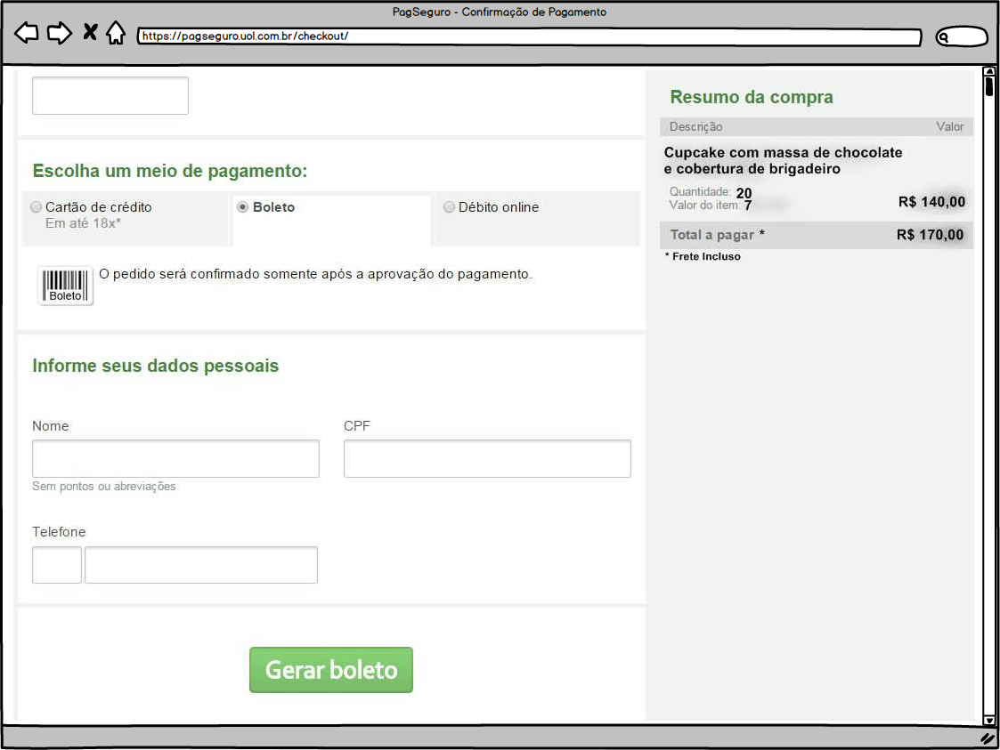 PagSeguro - Confirmação de Pagamento
https://pagseguro.uol.com.br/checkout/
Escolha um meio de pagamento:
Cartão de crédito
Em até 18x*
Boleto
Débito online
Boleto
O pedido será confirmado somente após a aprovação do pagamento.
Informe seus dados pessoais
Nome
CPF
Sem pontos ou abreviações
Telefone
Gerar boleto
Resumo da compra
Descrição Valor
Cupcake com massa de chocolate
e cobertura de brigadeiro
Quantidade: 20
Valor do item: 7
R$ 140,00
Total a pagar * R$ 170,00
* Frete Incluso